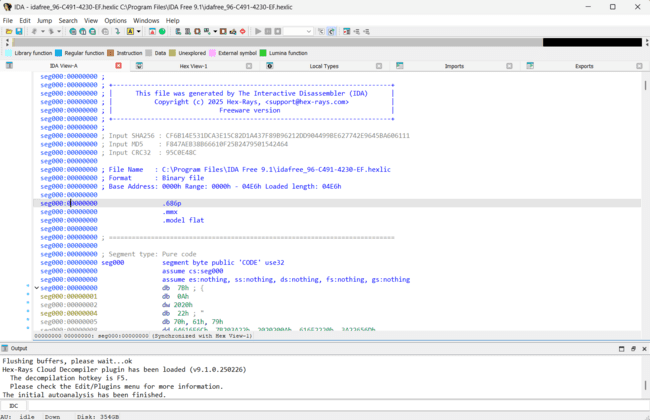 IDA - idafree_96-C491-4230-EF.hexlic C:\Program Files\IDA Free 9.1\idafree_96-C491-4230-EF.hexlic
File Edit Jump Search View Options Windows Help
Library function Regular function Instruction Data Unexplored External symbol Lumina function
IDA View-A Hex View-1 Local Types Imports Exports
seg000:00000000 ;
seg000:00000000 ; +-------------------------------------------------------------------------+
seg000:00000000 ; | This file was generated by The Interactive Disassembler (IDA) |
seg000:00000000 ; | Copyright (c) 2025 Hex-Rays, <support@hex-rays.com> |
seg000:00000000 ; | Freeware version |
seg000:00000000 ; +-------------------------------------------------------------------------+
seg000:00000000 ;
seg000:00000000 ; Input SHA256 : CF6B14E531DCA3E15C82D1A437F89B96212DD904499BE627742E9645BA606111
seg000:00000000 ; Input MD5 : F847AEB38B66610F2502479501542464
seg000:00000000 ; Input CRC32 : 95C0E48C
seg000:00000000
seg000:00000000 ; File Name : C:\Program Files\IDA Free 9.1\idafree_96-C491-4230-EF.hexlic
seg000:00000000 ; Format : Binary file
seg000:00000000 ; Base Address: 0000h Range: 0000h - 04E6h Loaded length: 04E6h
seg000:00000000
seg000:00000000 .686p
seg000:00000000 .mmx
seg000:00000000 .model flat
seg000:00000000
seg000:00000000 ; ===========================================================================
seg000:00000000
seg000:00000000 ; Segment type: Pure code
seg000:00000000 seg000 segment byte public 'CODE' use32
seg000:00000000 assume cs:seg000
seg000:00000000 assume es:nothing, ss:nothing, ds:nothing, fs:nothing, gs:nothing
seg000:00000000 db 7Bh ; {
seg000:00000001 db 0Ah
seg000:00000002 dw 2020h
seg000:00000004 db 22h ; "
seg000:00000005 db 70h, 61h, 79h
00000000 00000000: seg000:00000000 (Synchronized with Hex View-1)
Output
Flushing buffers, please wait...ok
Hex-Rays Cloud Decompiler plugin has been loaded (v9.1.0.250226)
The decompilation hotkey is F5.
Please check the Edit/Plugins menu for more information.
The initial autoanalysis has been finished.
IDC
AU: idle Down Disk: 354GB